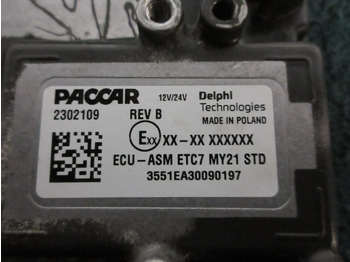 PACCAR 12V/24V Delphi
Technologies
2302109 REV B MADE IN POLAND
Exx XX-XX XXXXXX
ECU-ASM ETC7 MY21 STD
3551EA30090197